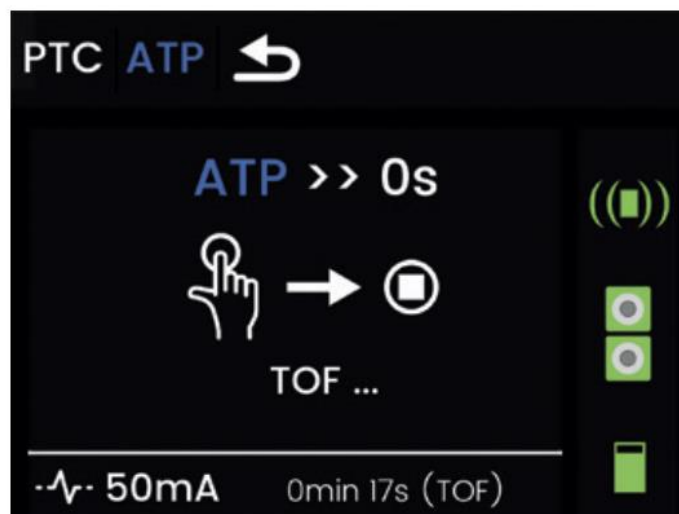 PTC ATP
ATP >> 0s
TOF ...
50mA 0min 17s (TOF)